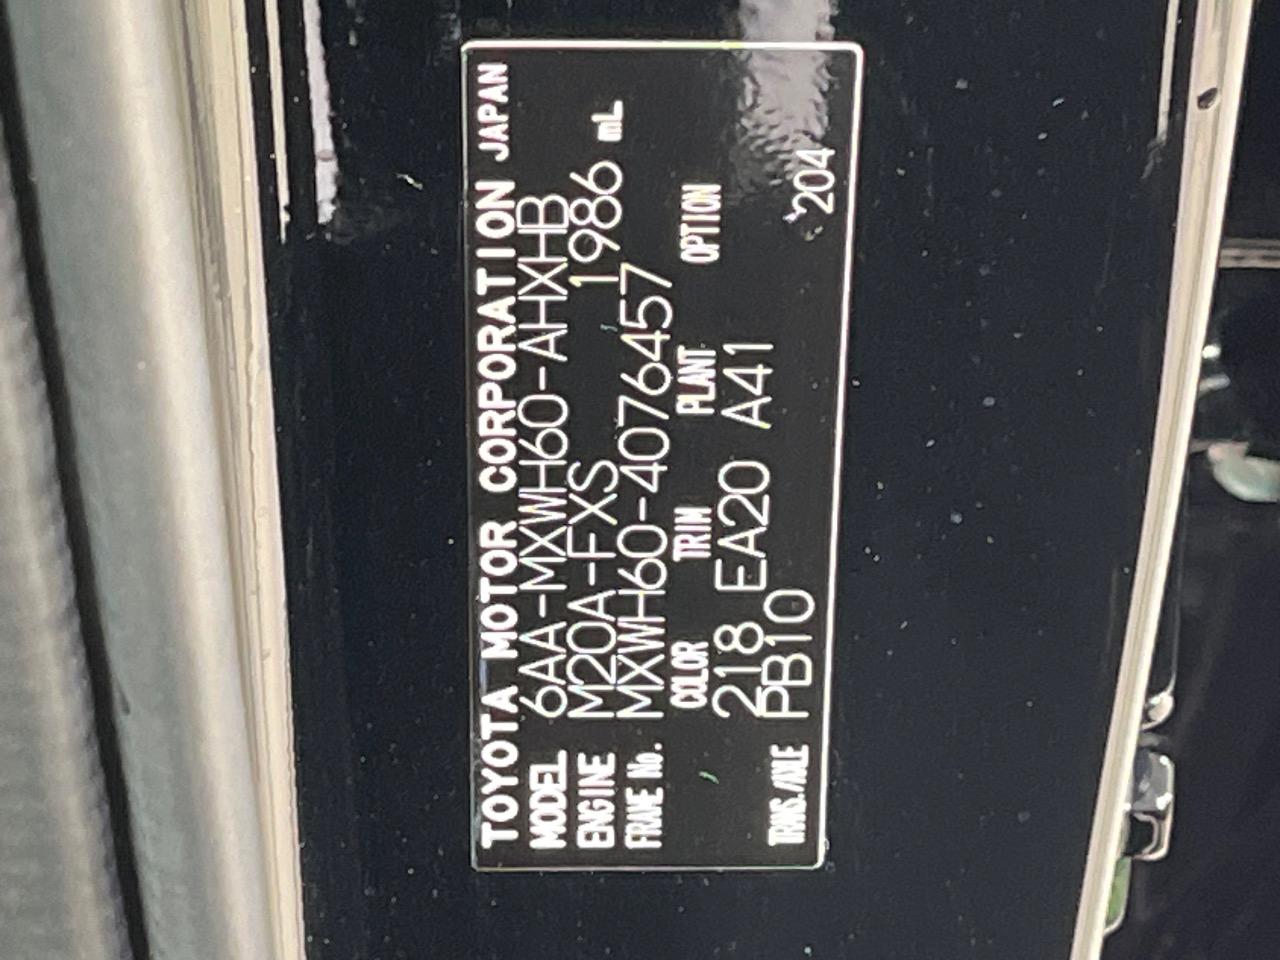 TOYOTA MOTOR CORPORATION JAPAN
MODEL 6AA-MXWH60-AHXHB
ENGINE M20A-FXS 1986 mL
FRAME No. MXWH60-4076457
COLOR TRIM PLANT OPTION
218 EA20 A41
TRANS./AXLE PB10 204